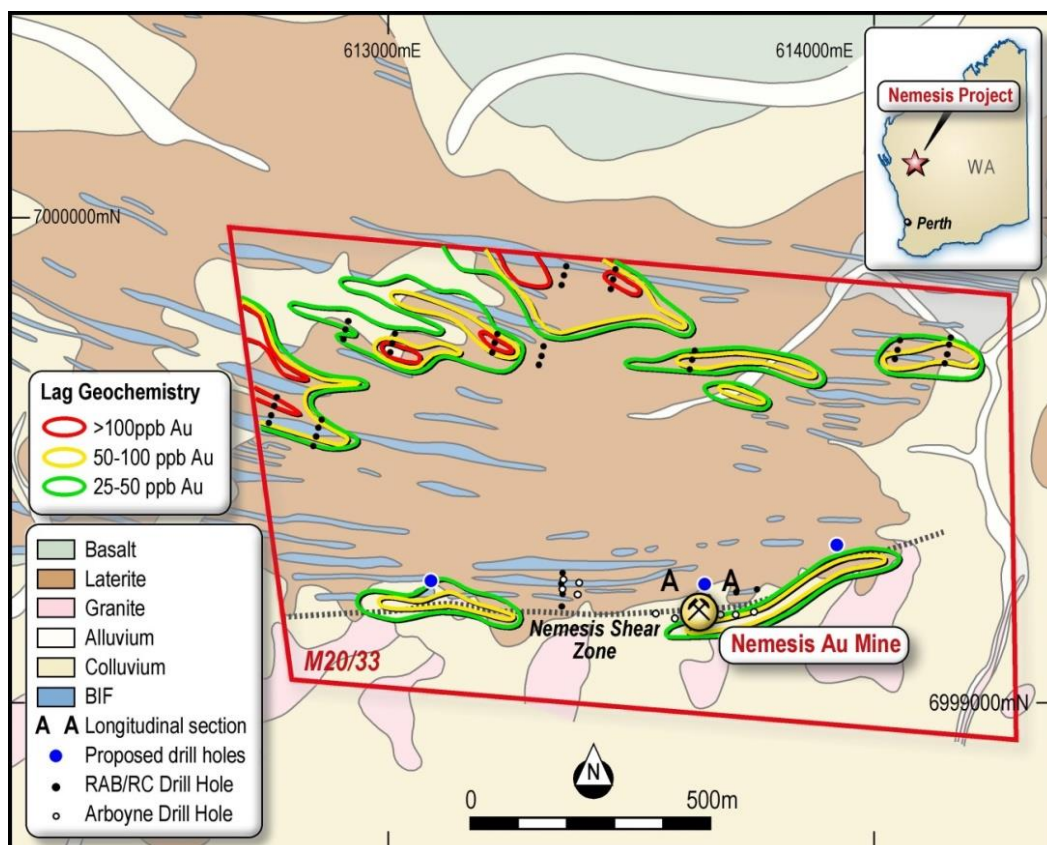 613000mE
614000mE
Nemesis Project
WA
Perth
7000000mN
Lag Geochemistry
>100ppb Au
50-100 ppb Au
25-50 ppb Au
Basalt
Laterite
Granite
Alluvium
Colluvium
BIF
A A Longitudinal section
Proposed drill holes
RAB/RC Drill Hole
Arboyne Drill Hole
A A
Nemesis Shear
Zone
Nemesis Au Mine
M20/33
6999000mN
N
0 500m